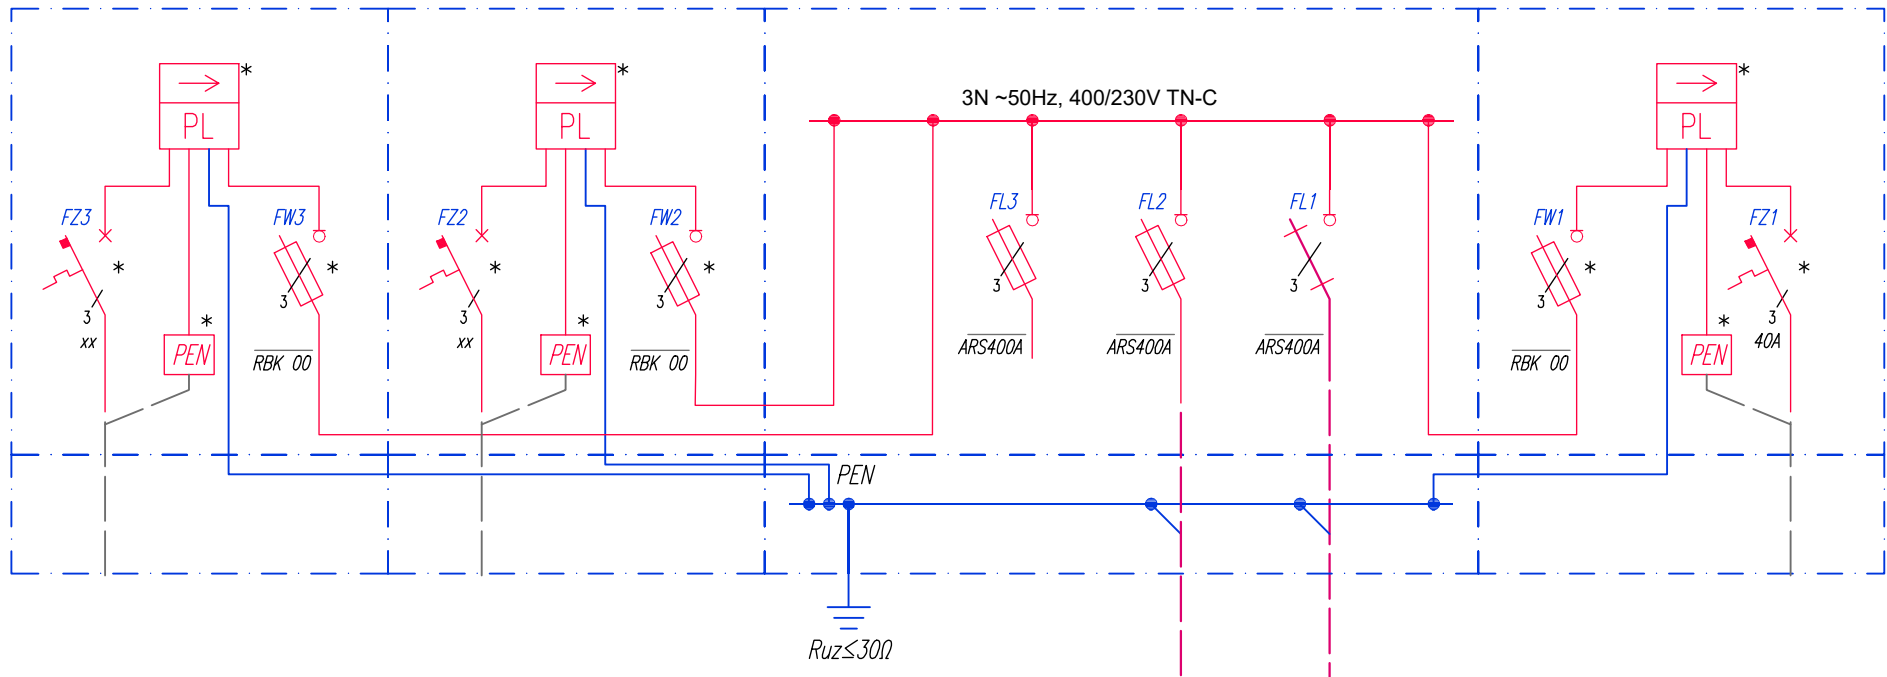 *
*
*
3N ~50Hz, 400/230V TN-C
PL
PL
PL
FZ3
FW3
FZ2
FW2
FL3
FL2
FL1
FW1
FZ1
*
*
*
*
*
*
3
3
3
3
3
3
3
3
3
*
*
*
xx
PEN
RBK 00
xx
PEN
RBK 00
ARS400A
ARS400A
ARS400A
RBK 00
PEN
40A
PEN
Ruz≤30Ω